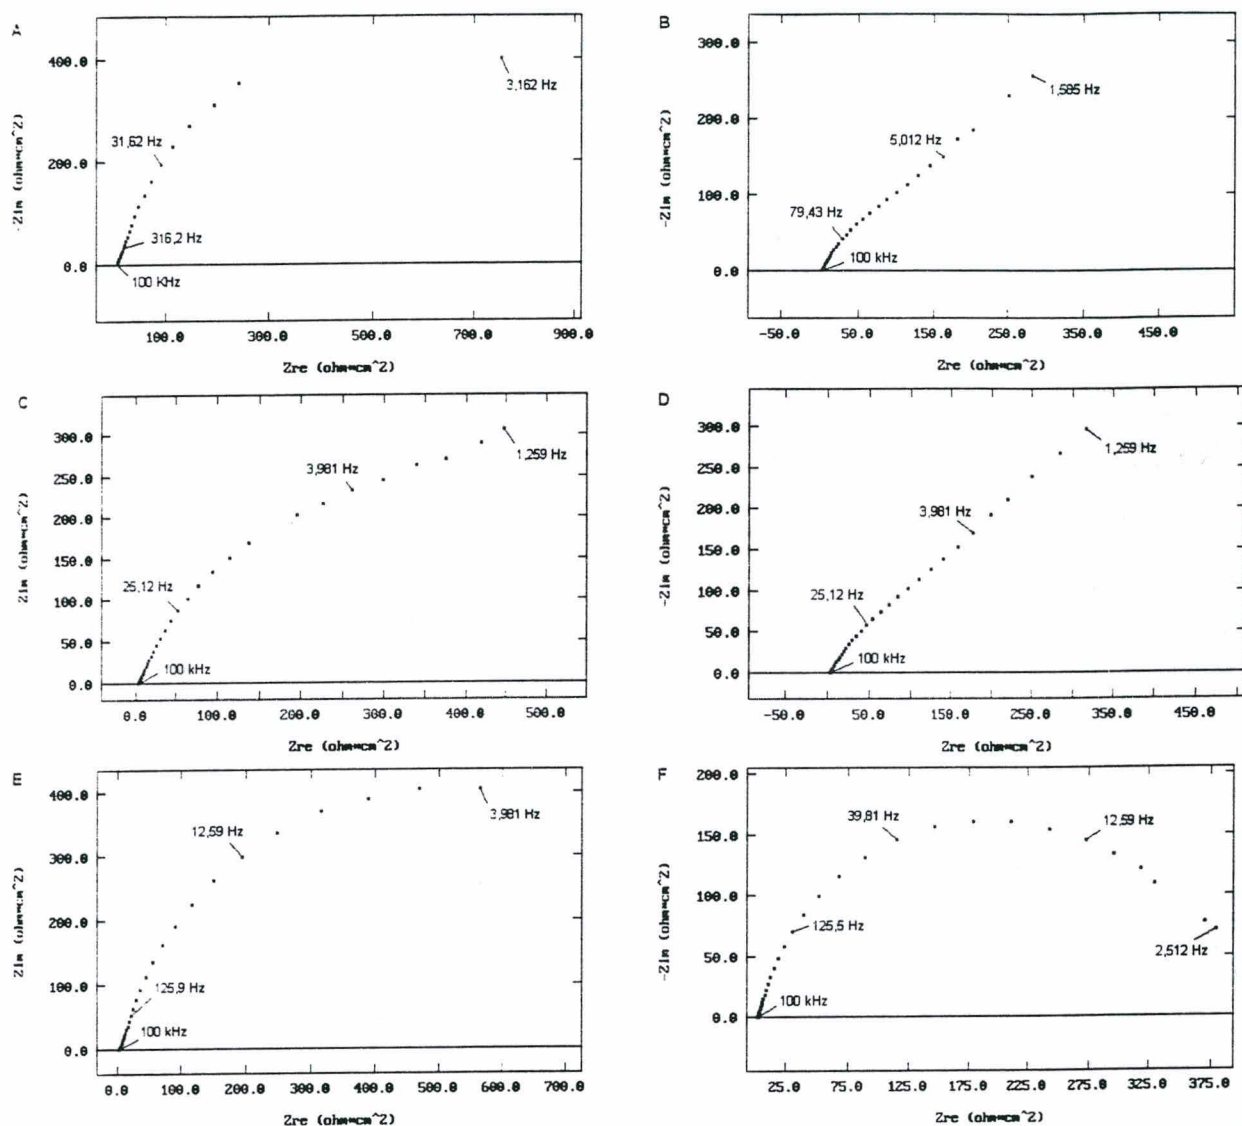 A
400.0
200.0
0.0
-ZIm (ohm*cm^2)
3,162 Hz
31,62 Hz
316,2 Hz
100 KHz
100.0 300.0 500.0 700.0 900.0
Zre (ohm*cm^2)
B
300.0
200.0
100.0
0.0
-ZIm (ohm*cm^2)
1,585 Hz
5,012 Hz
79,43 Hz
100 kHz
-50.0 50.0 150.0 250.0 350.0 450.0
Zre (ohm*cm^2)
C
300.0
250.0
200.0
150.0
100.0
50.0
0.0
ZIm (ohm*cm^2)
3,981 Hz
1,259 Hz
25,12 Hz
100 kHz
0.0 100.0 200.0 300.0 400.0 500.0
Zre (ohm*cm^2)
D
300.0
250.0
200.0
150.0
100.0
50.0
0.0
-ZIm (ohm*cm^2)
1,259 Hz
3,981 Hz
25,12 Hz
100 kHz
-50.0 50.0 150.0 250.0 350.0 450.0
Zre (ohm*cm^2)
E
400.0
300.0
200.0
100.0
0.0
ZIm (ohm*cm^2)
3,981 Hz
12,59 Hz
125,9 Hz
100 kHz
0.0 100.0 200.0 300.0 400.0 500.0 600.0 700.0
Zre (ohm*cm^2)
F
200.0
150.0
100.0
50.0
0.0
-ZIm (ohm*cm^2)
39,81 Hz
12,59 Hz
125,5 Hz
2,512 Hz
100 kHz
25.0 75.0 125.0 175.0 225.0 275.0 325.0 375.0
Zre (ohm*cm^2)